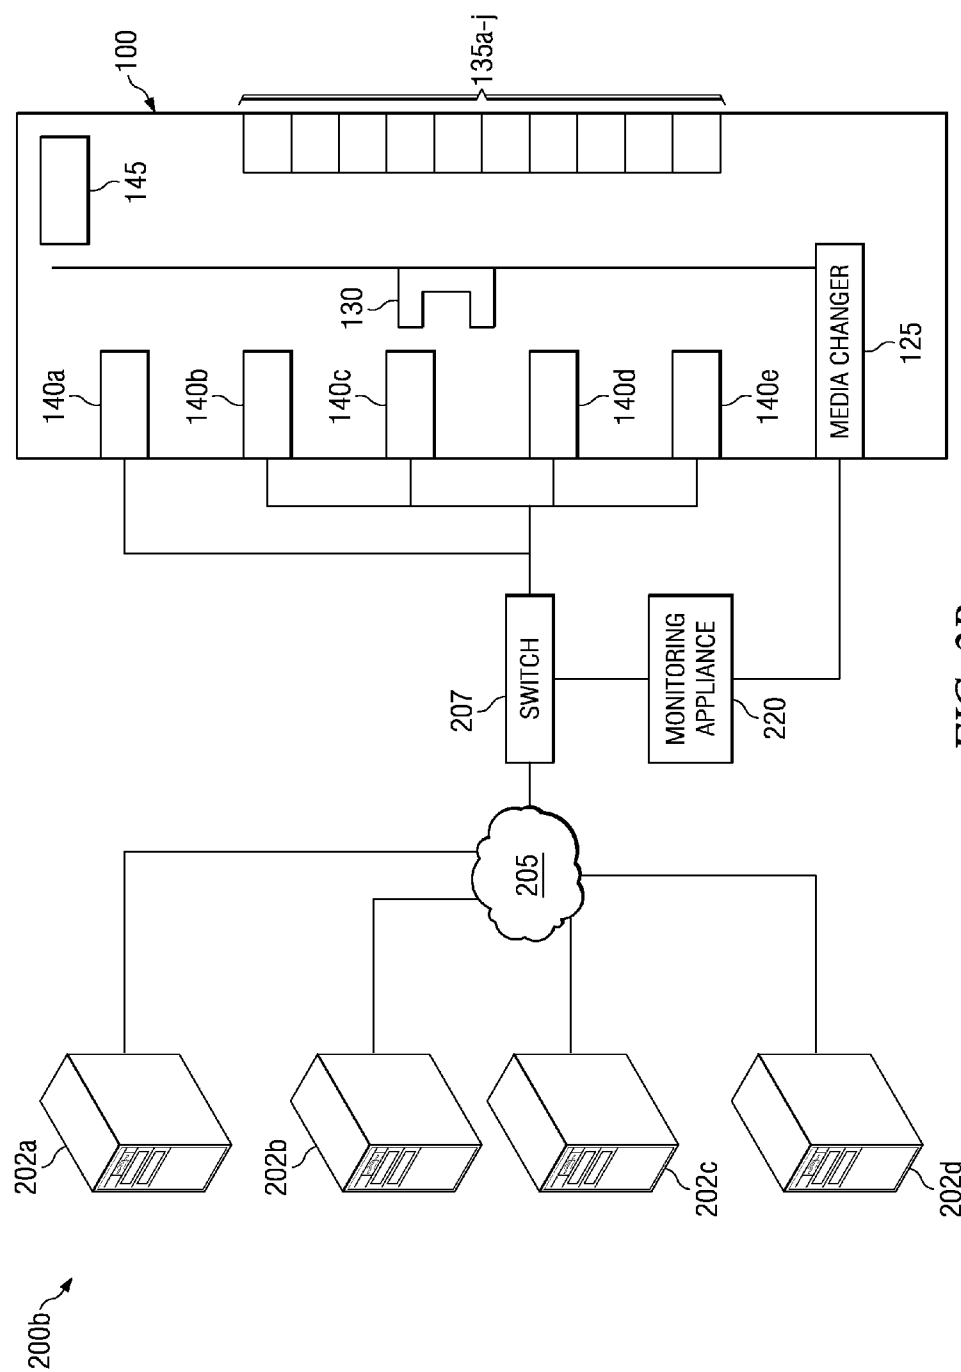 200b
202a
202b
202c
202d
205
207
SWITCH
MONITORING
APPLIANCE
220
140a
140b
140c
140d
140e
130
145
100
135a-j
MEDIA CHANGER
125